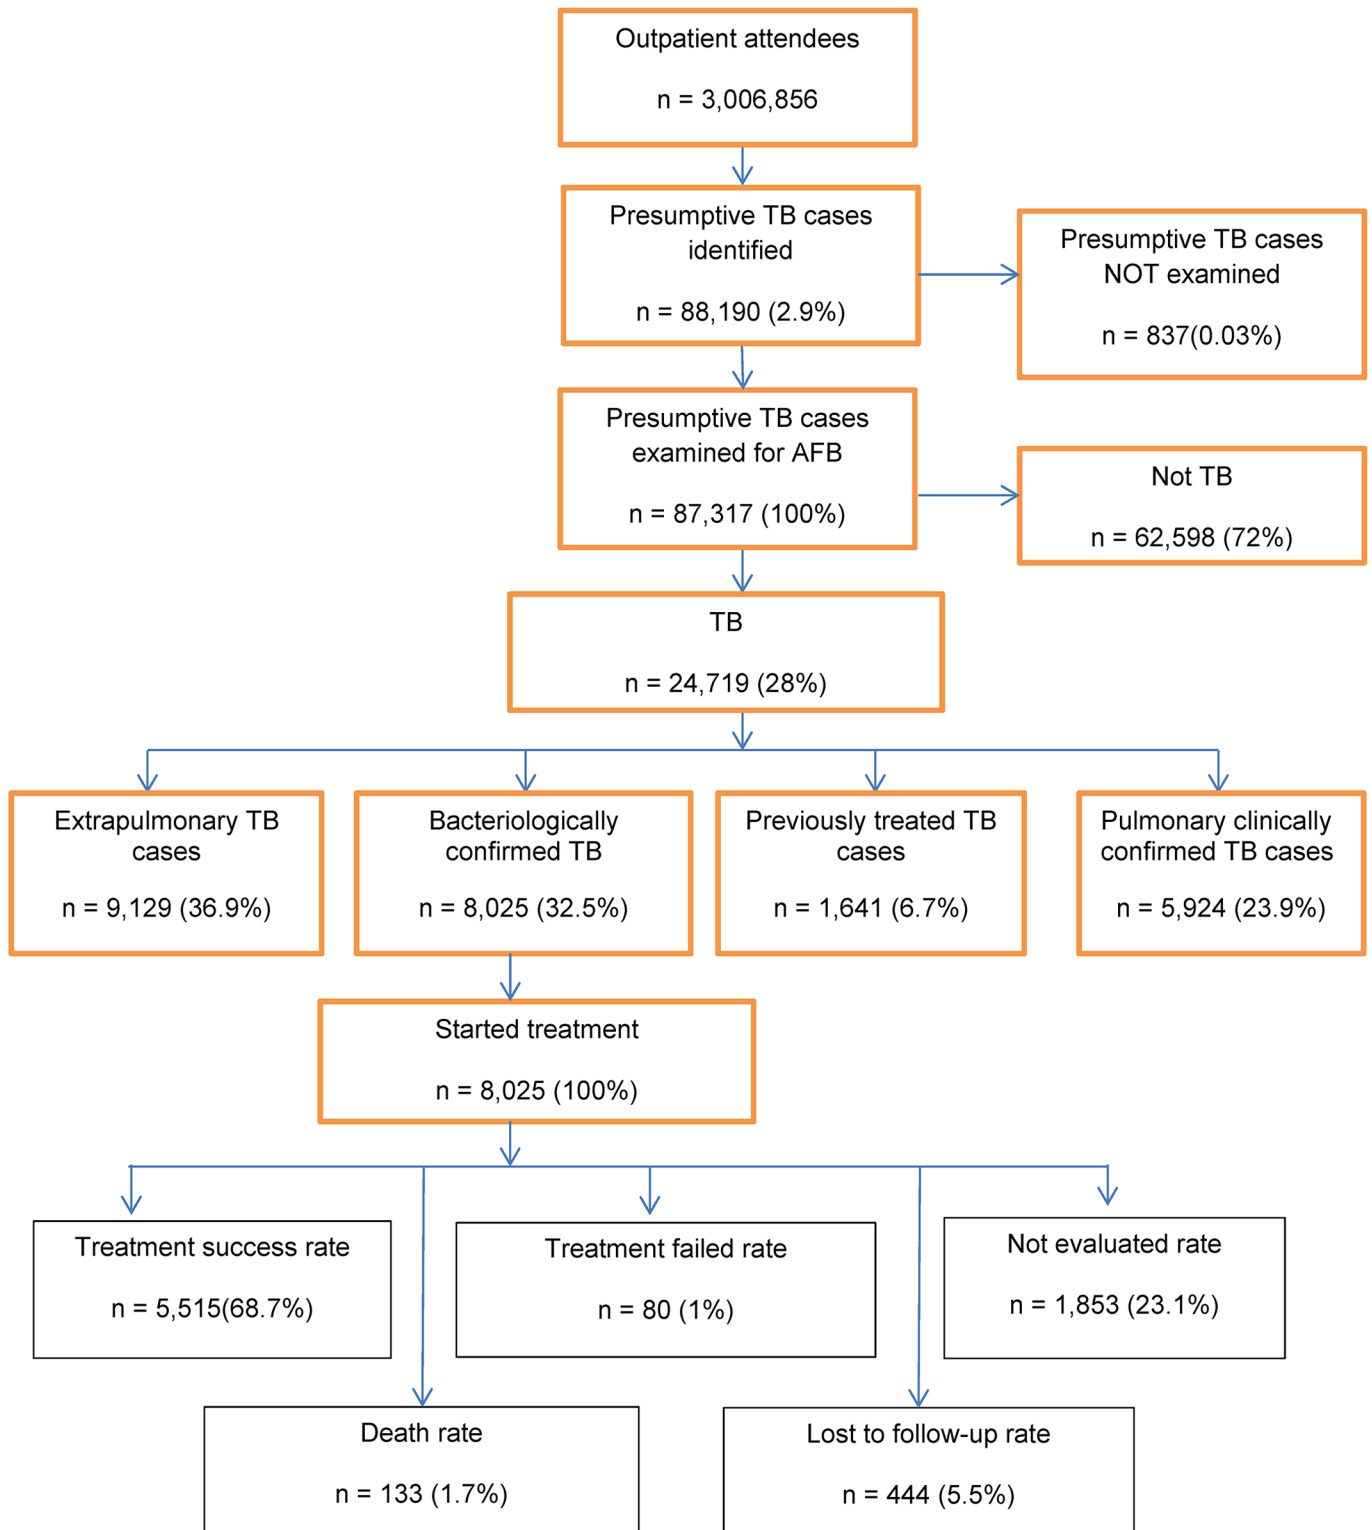 Outpatient attendees
n = 3,006,856
Presumptive TB cases
identified
n = 88,190 (2.9%)
Presumptive TB cases
NOT examined
n = 837(0.03%)
Presumptive TB cases
examined for AFB
n = 87,317 (100%)
Not TB
n = 62,598 (72%)
TB
n = 24,719 (28%)
Extrapulmonary TB
cases
n = 9,129 (36.9%)
Bacteriologically
confirmed TB
n = 8,025 (32.5%)
Previously treated TB
cases
n = 1,641 (6.7%)
Pulmonary clinically
confirmed TB cases
n = 5,924 (23.9%)
Started treatment
n = 8,025 (100%)
Treatment success rate
n = 5,515(68.7%)
Treatment failed rate
n = 80 (1%)
Not evaluated rate
n = 1,853 (23.1%)
Death rate
n = 133 (1.7%)
Lost to follow-up rate
n = 444 (5.5%)